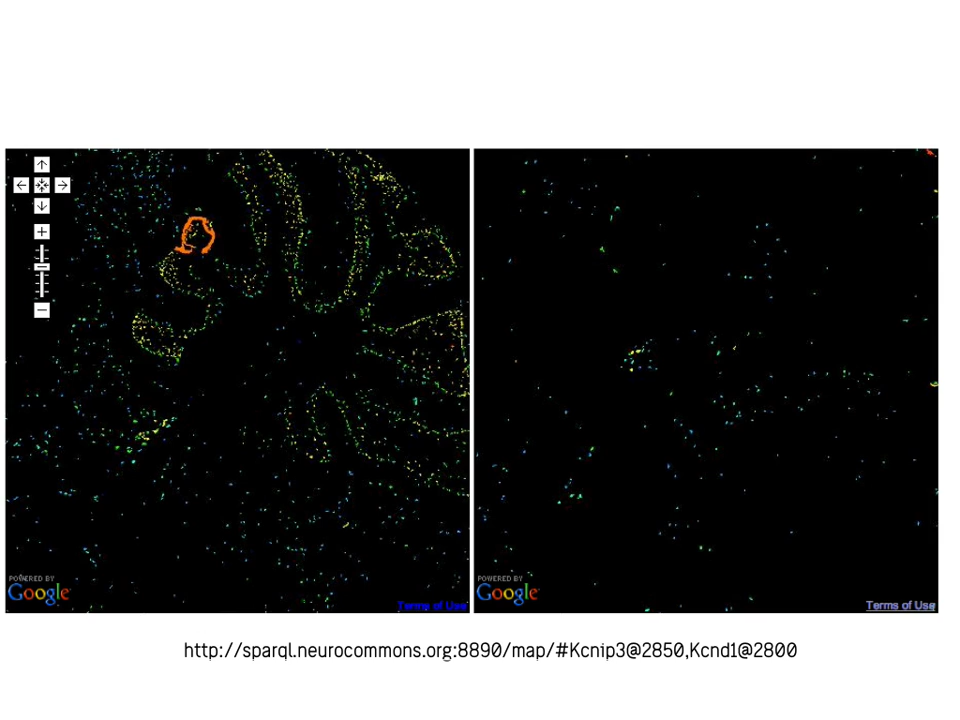 POWERED BY
Google
Terms of Use
POWERED BY
Google
Terms of Use
http://sparql.neurocommons.org:8890/map/#Kcnip3@2850,Kcnd1@2800